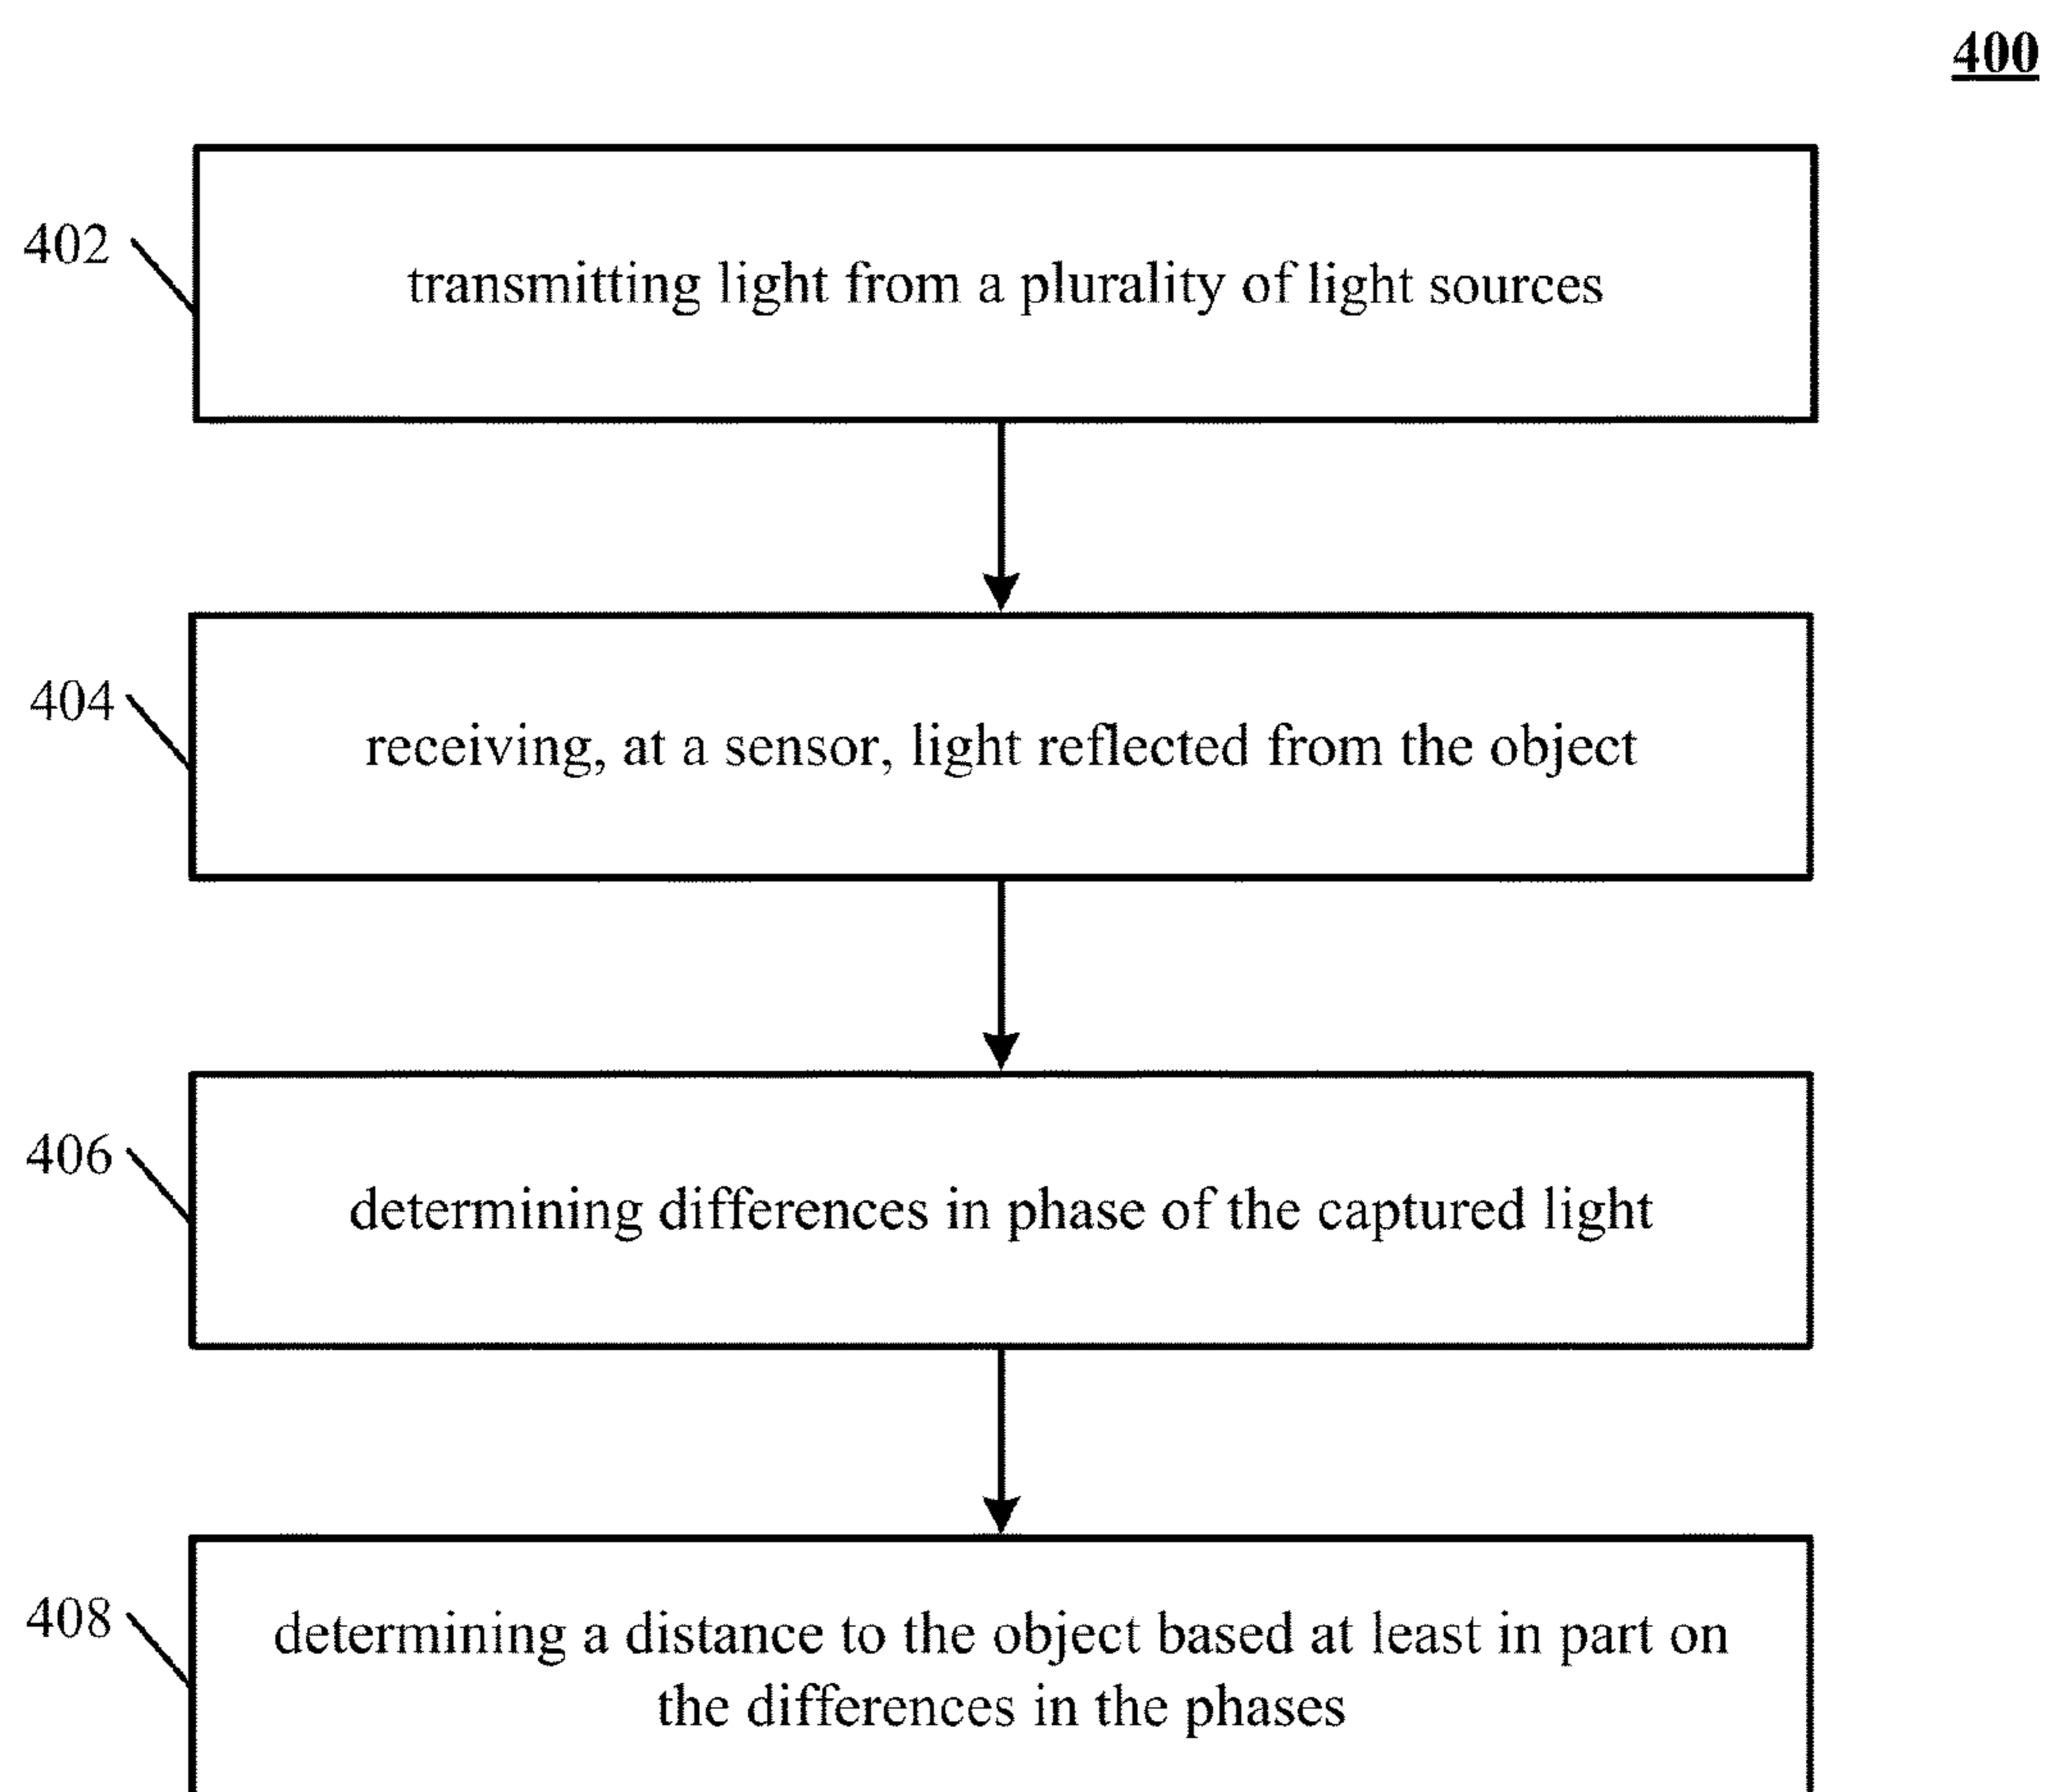 400
402
transmitting light from a plurality of light sources
404
receiving, at a sensor, light reflected from the object
406
determining differences in phase of the captured light
408
determining a distance to the object based at least in part on
the differences in the phases